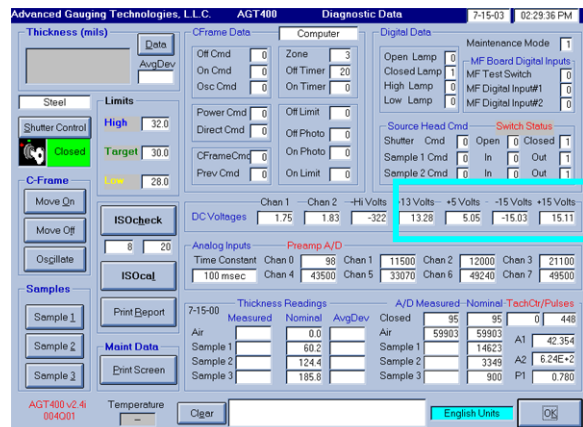 Advanced Gauging Technologies, L.L.C. AGT400 Diagnostic Data 7-15-03 02:29:36 PM
Thickness (mils)
Data
AvgDev
Steel
Shutter Control
Closed
Limits
High 32.0
Target 30.0
Low 28.0
C-Frame
Move On
Move Off
Oscillate
ISOcheck
8 20
ISOcal
Samples
Sample 1
Sample 2
Sample 3
Print Report
Maint Data
Print Screen
AGT400 v2.4i
004Q01
Temperature
--
Clear
English Units
OK
CFrame Data Computer
Off Cmd 0 Zone 3
On Cmd 0 Off Timer 20
Osc Cmd 0 On Timer 0
Power Cmd 0 Off Limit 0
Direct Cmd 0 Off Photo 0
CFrameCmd 0 On Photo 0
Prev Cmd 0 On Limit 0
Digital Data
Maintenance Mode 1
Open Lamp 0
Closed Lamp 1
High Lamp 0
Low Lamp 0
MF Board Digital Inputs
MF Test Switch 0
MF Digital Input#1 0
MF Digital Input#2 0
Source Head Cmd Switch Status
Shutter Cmd 0 Open 0 Closed 1
Sample 1 Cmd 0 In 0 Out 1
Sample 2 Cmd 0 In 0 Out 1
Chan 1 Chan 2 -Hi Volts +13 Volts +5 Volts -15 Volts +15 Volts
DC Voltages 1.75 1.83 -322 13.28 5.05 -15.03 15.11
Analog Inputs Preamp A/D
Time Constant Chan 0 98 Chan 1 11500 Chan 2 12000 Chan 3 21100
100 msec Chan 4 43500 Chan 5 33070 Chan 6 49240 Chan 7 49500
7-15-00 Thickness Readings A/D Measured Nominal TachCtr/Pulses
Measured Nominal AvgDev Closed 95 95 0 448
Air 0.0 Air 59903 59903 A1 42.354
Sample 1 60.2 Sample 1 14623
Sample 2 124.4 Sample 2 3349 A2 6.24E+2
Sample 3 185.8 Sample 3 900 P1 0.780